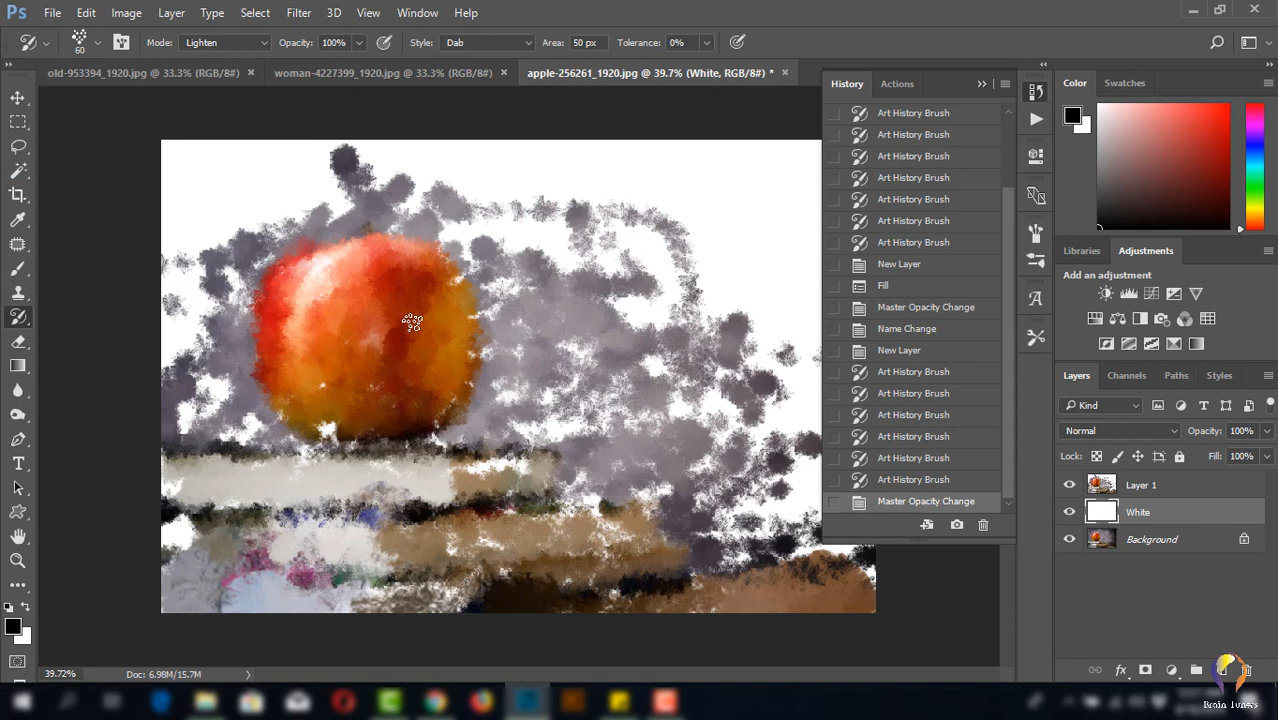 Ps File Edit Image Layer Type Select Filter 3D View Window Help
60 Mode: Lighten Opacity: 100% Style: Dab Area: 50 px Tolerance: 0%
old-953394_1920.jpg @ 33.3% (RGB/8#) × woman-4227399_1920.jpg @ 33.3% (RGB/8#) × apple-256261_1920.jpg @ 39.7% (White, RGB/8#) * ×
History Actions
Art History Brush
Art History Brush
Art History Brush
Art History Brush
Art History Brush
Art History Brush
Art History Brush
New Layer
Fill
Master Opacity Change
Name Change
New Layer
Art History Brush
Art History Brush
Art History Brush
Art History Brush
Art History Brush
Art History Brush
Master Opacity Change
Color Swatches
Libraries Adjustments
Add an adjustment
Layers Channels Paths Styles
Kind
Normal Opacity: 100%
Lock: Fill: 100%
Layer 1
White
Background
39.72% Doc: 6.98M/15.7M